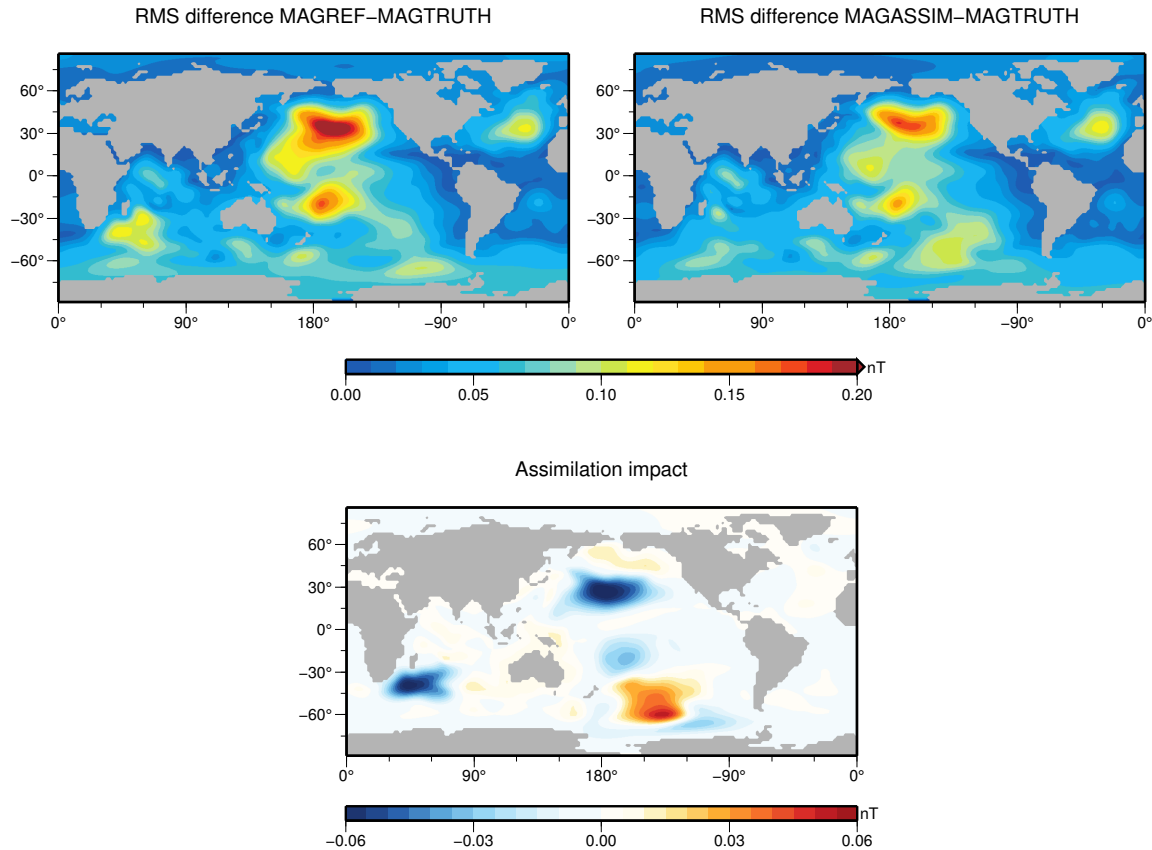 RMS difference MAGREF−MAGTRUTH
RMS difference MAGASSIM−MAGTRUTH
60°
30°
0°
−30°
−60°
0° 90° 180° −90° 0°
60°
30°
0°
−30°
−60°
0° 90° 180° −90° 0°
nT
0.00 0.05 0.10 0.15 0.20
Assimilation impact
60°
30°
0°
−30°
−60°
0° 90° 180° −90° 0°
nT
−0.06 −0.03 0.00 0.03 0.06